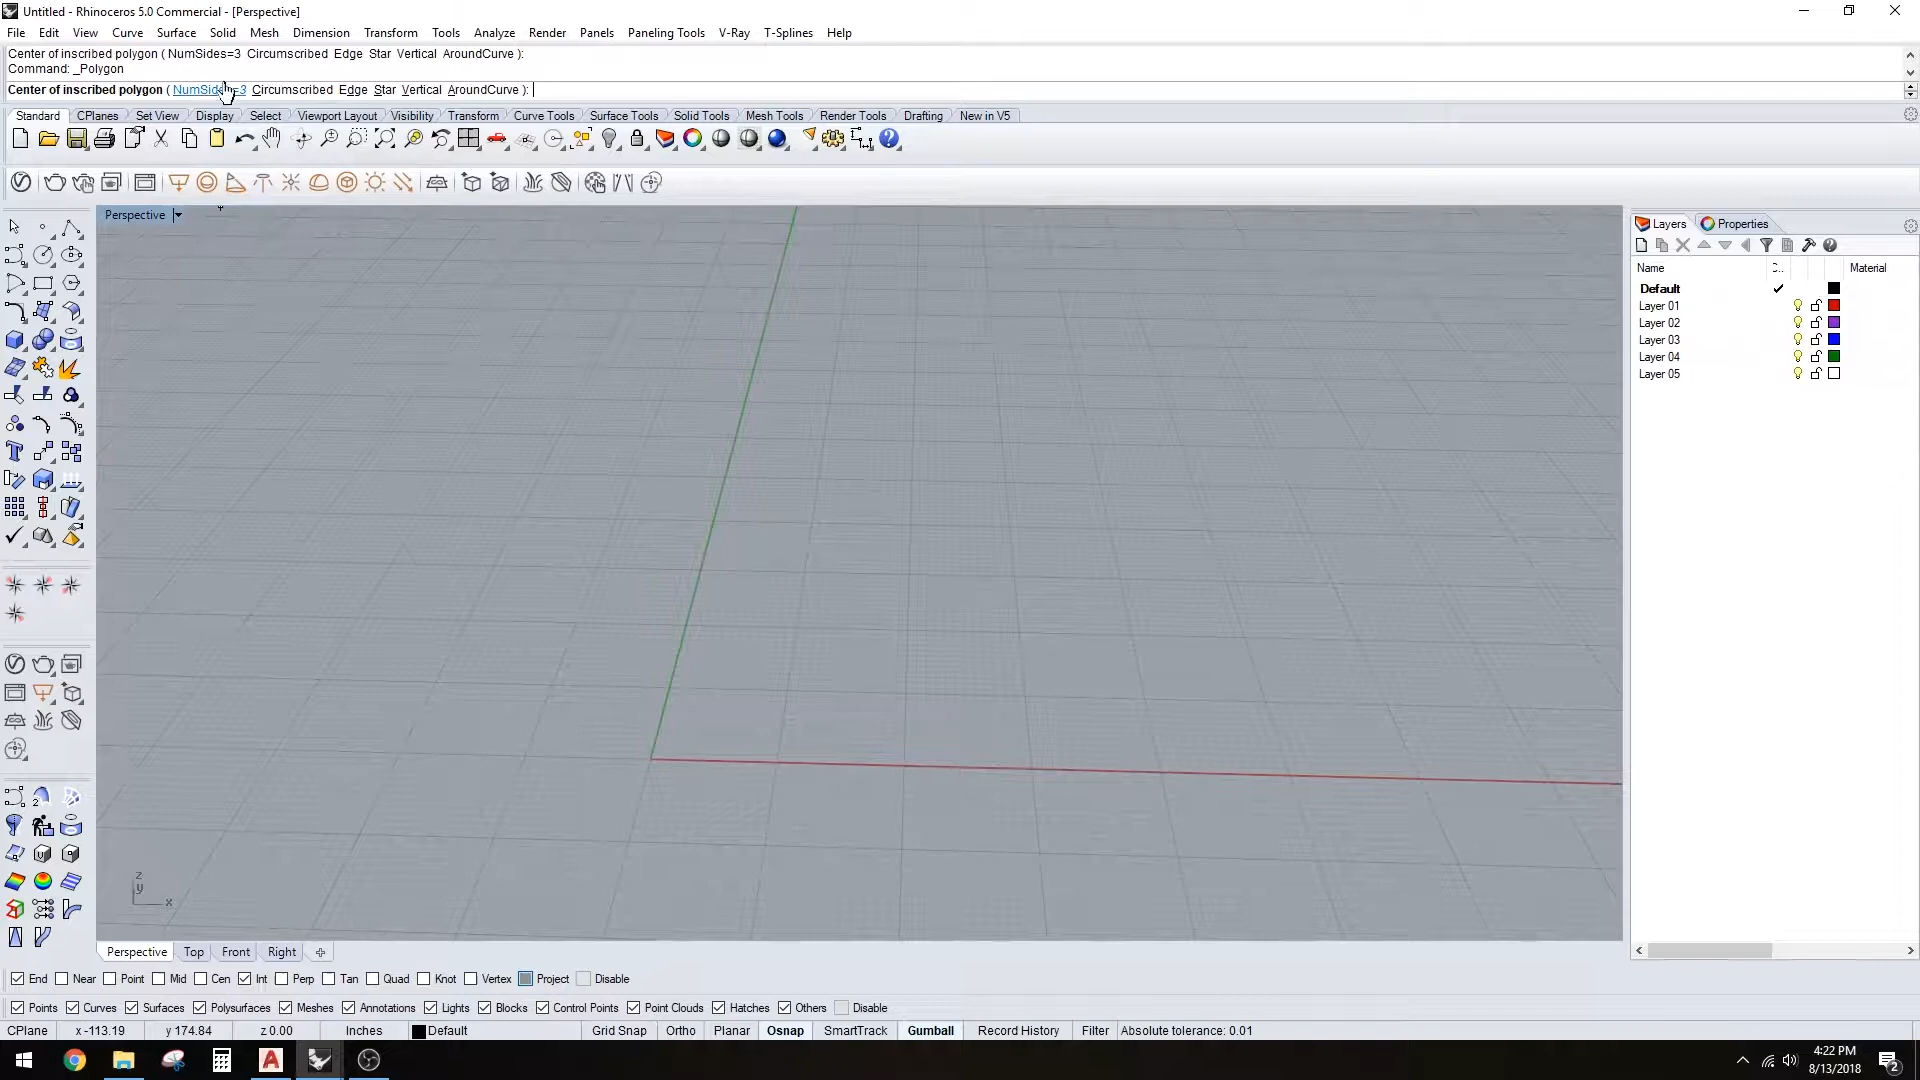 Untitled - Rhinoceros 5.0 Commercial - [Perspective]
File Edit View Curve Surface Solid Mesh Dimension Transform Tools Analyze Render Panels Paneling Tools V-Ray T-Splines Help
Center of inscribed polygon ( NumSides=3 Circumscribed Edge Star Vertical AroundCurve ):
Command: _Polygon
Center of inscribed polygon ( NumSides=3 Circumscribed Edge Star Vertical AroundCurve ):
Standard CPlanes Set View Display Select Viewport Layout Visibility Transform Curve Tools Surface Tools Solid Tools Mesh Tools Render Tools Drafting New in V5
Perspective
Layers Properties
Name C... Material
Default
Layer 01
Layer 02
Layer 03
Layer 04
Layer 05
z
y
x
Perspective Top Front Right
End Near Point Mid Cen Int Perp Tan Quad Knot Vertex Project Disable
Points Curves Surfaces Polysurfaces Meshes Annotations Lights Blocks Control Points Point Clouds Hatches Others Disable
CPlane x -113.19 y 174.84 z 0.00 Inches Default Grid Snap Ortho Planar Osnap SmartTrack Gumball Record History Filter Absolute tolerance: 0.01
4:22 PM
8/13/2018
2